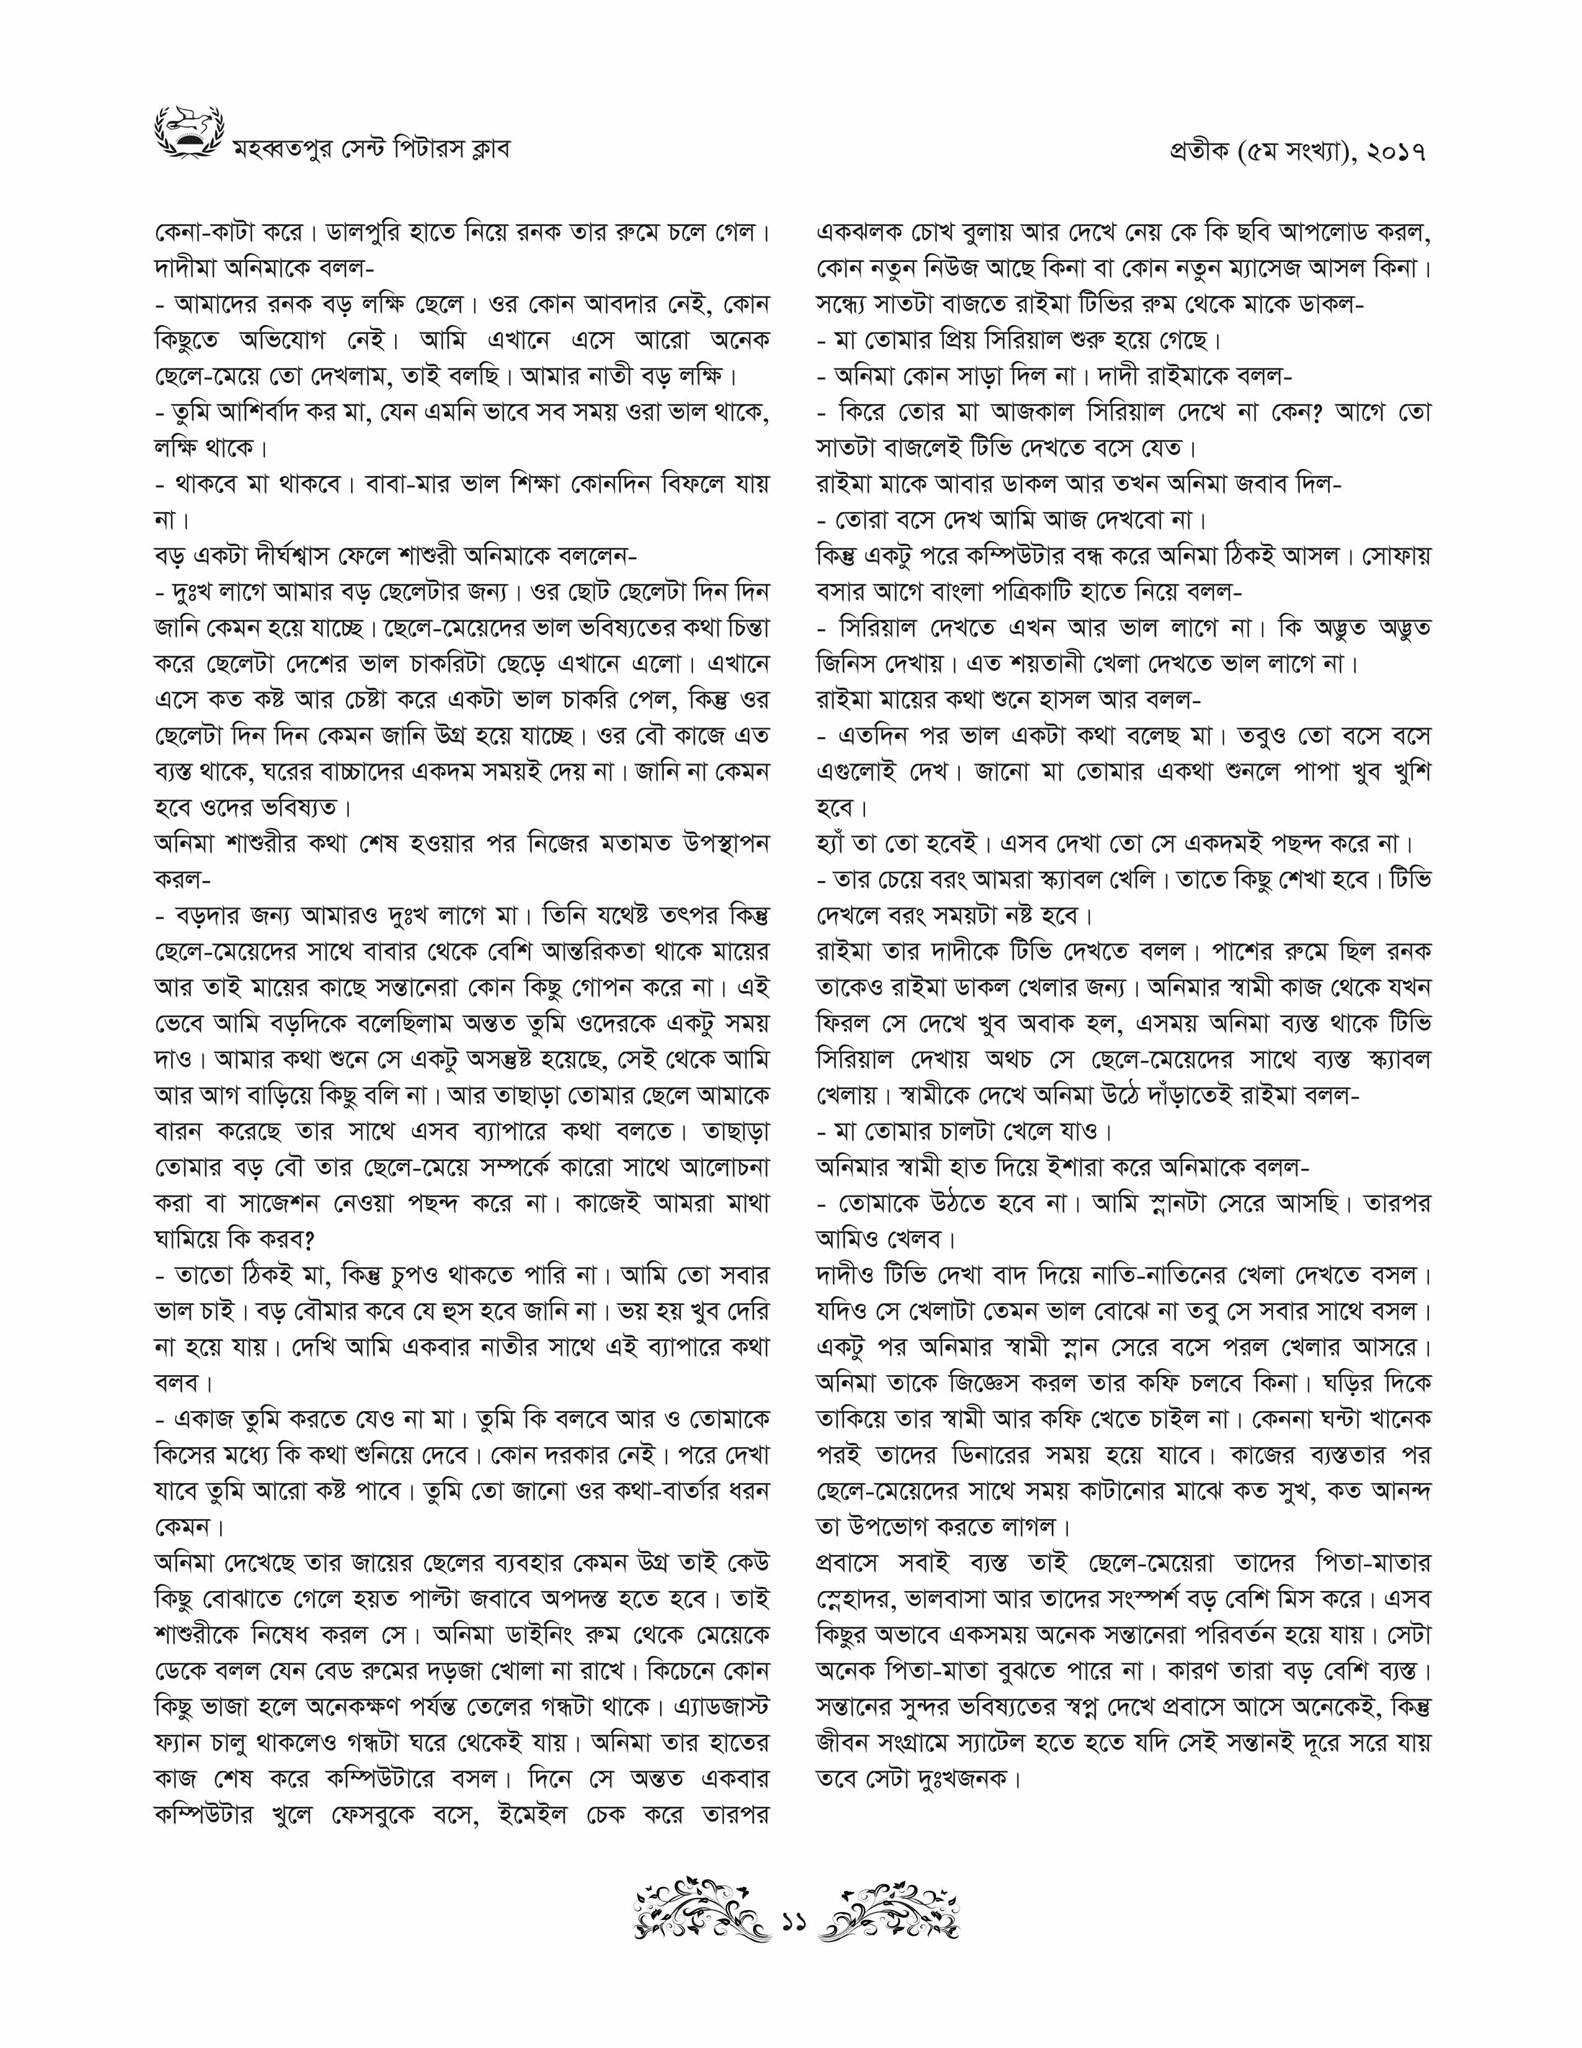 মহব্বতপুর সেন্ট পিটারস ক্লাব
প্রতীক (৫ম সংখ্যা), ২০১৭
কেনা-কাটা করে। ডালপুরি হাতে নিয়ে রনক তার রুমে চলে গেল।
দাদীমা অনিমাকে বলল-
- আমাদের রনক বড় লক্ষি ছেলে। ওর কোন আবদার নেই, কোন
কিছুতে অভিযোগ নেই। আমি এখানে এসে আরো অনেক
ছেলে-মেয়ে তো দেখলাম, তাই বলছি। আমার নাতী বড় লক্ষি।
- তুমি আশির্বাদ কর মা, যেন এমনি ভাবে সব সময় ওরা ভাল থাকে,
লক্ষি থাকে।
- থাকবে মা থাকবে। বাবা-মার ভাল শিক্ষা কোনদিন বিফলে যায়
না।
বড় একটা দীর্ঘশ্বাস ফেলে শাশুরী অনিমাকে বললেন-
- দুঃখ লাগে আমার বড় ছেলেটার জন্য। ওর ছোট ছেলেটা দিন দিন
জানি কেমন হয়ে যাচ্ছে। ছেলে-মেয়েদের ভাল ভবিষ্যতের কথা চিন্তা
করে ছেলেটা দেশের ভাল চাকরিটা ছেড়ে এখানে এলো। এখানে
এসে কত কষ্ট আর চেষ্টা করে একটা ভাল চাকরি পেল, কিন্তু ওর
ছেলেটা দিন দিন কেমন জানি উগ্র হয়ে যাচ্ছে। ওর বৌ কাজে এত
ব্যস্ত থাকে, ঘরের বাচ্চাদের একদম সময়ই দেয় না। জানি না কেমন
হবে ওদের ভবিষ্যত।
অনিমা শাশুরীর কথা শেষ হওয়ার পর নিজের মতামত উপস্থাপন
করল-
- বড়দার জন্য আমারও দুঃখ লাগে মা। তিনি যথেষ্ট তৎপর কিন্তু
ছেলে-মেয়েদের সাথে বাবার থেকে বেশি আন্তরিকতা থাকে মায়ের
আর তাই মায়ের কাছে সন্তানেরা কোন কিছু গোপন করে না। এই
ভেবে আমি বড়দিকে বলেছিলাম অন্তত তুমি ওদেরকে একটু সময়
দাও। আমার কথা শুনে সে একটু অসন্তুষ্ট হয়েছে, সেই থেকে আমি
আর আগ বাড়িয়ে কিছু বলি না। আর তাছাড়া তোমার ছেলে আমাকে
বারন করেছে তার সাথে এসব ব্যাপারে কথা বলতে। তাছাড়া
তোমার বড় বৌ তার ছেলে-মেয়ে সম্পর্কে কারো সাথে আলোচনা
করা বা সাজেশন নেওয়া পছন্দ করে না। কাজেই আমরা মাথা
ঘামিয়ে কি করব?
- তাতো ঠিকই মা, কিন্তু চুপও থাকতে পারি না। আমি তো সবার
ভাল চাই। বড় বৌমার কবে যে হুস হবে জানি না। ভয় হয় খুব দেরি
না হয়ে যায়। দেখি আমি একবার নাতীর সাথে এই ব্যাপারে কথা
বলব।
- একাজ তুমি করতে যেও না মা। তুমি কি বলবে আর ও তোমাকে
কিসের মধ্যে কি কথা শুনিয়ে দেবে। কোন দরকার নেই। পরে দেখা
যাবে তুমি আরো কষ্ট পাবে। তুমি তো জানো ওর কথা-বার্তার ধরন
কেমন।
অনিমা দেখেছে তার জায়ের ছেলের ব্যবহার কেমন উগ্র তাই কেউ
কিছু বোঝাতে গেলে হয়ত পাল্টা জবাবে অপদস্ত হতে হবে। তাই
শাশুরীকে নিষেধ করল সে। অনিমা ডাইনিং রুম থেকে মেয়েকে
ডেকে বলল যেন বেড রুমের দড়জা খোলা না রাখে। কিচেনে কোন
কিছু ভাজা হলে অনেকক্ষণ পর্যন্ত তেলের গন্ধটা থাকে। এ্যাডজাস্ট
ফ্যান চালু থাকলেও গন্ধটা ঘরে থেকেই যায়। অনিমা তার হাতের
কাজ শেষ করে কম্পিউটারে বসল। দিনে সে অন্তত একবার
কম্পিউটার খুলে ফেসবুকে বসে, ইমেইল চেক করে তারপর
একঝলক চোখ বুলায় আর দেখে নেয় কে কি ছবি আপলোড করল,
কোন নতুন নিউজ আছে কিনা বা কোন নতুন ম্যাসেজ আসল কিনা।
সন্ধ্যে সাতটা বাজতে রাইমা টিভির রুম থেকে মাকে ডাকল-
- মা তোমার প্রিয় সিরিয়াল শুরু হয়ে গেছে।
- অনিমা কোন সাড়া দিল না। দাদী রাইমাকে বলল-
- কিরে তোর মা আজকাল সিরিয়াল দেখে না কেন? আগে তো
সাতটা বাজলেই টিভি দেখতে বসে যেত।
রাইমা মাকে আবার ডাকল আর তখন অনিমা জবাব দিল-
- তোরা বসে দেখ আমি আজ দেখবো না।
কিন্তু একটু পরে কম্পিউটার বন্ধ করে অনিমা ঠিকই আসল। সোফায়
বসার আগে বাংলা পত্রিকাটি হাতে নিয়ে বলল-
- সিরিয়াল দেখতে এখন আর ভাল লাগে না। কি অদ্ভুত অদ্ভুত
জিনিস দেখায়। এত শয়তানী খেলা দেখতে ভাল লাগে না।
রাইমা মায়ের কথা শুনে হাসল আর বলল-
- এতদিন পর ভাল একটা কথা বলেছ মা। তবুও তো বসে বসে
এগুলোই দেখ। জানো মা তোমার একথা শুনলে পাপা খুব খুশি
হবে।
হ্যাঁ তা তো হবেই। এসব দেখা তো সে একদমই পছন্দ করে না।
- তার চেয়ে বরং আমরা স্ক্যাবল খেলি। তাতে কিছু শেখা হবে। টিভি
দেখলে বরং সময়টা নষ্ট হবে।
রাইমা তার দাদীকে টিভি দেখতে বলল। পাশের রুমে ছিল রনক
তাকেও রাইমা ডাকল খেলার জন্য। অনিমার স্বামী কাজ থেকে যখন
ফিরল সে দেখে খুব অবাক হল, এসময় অনিমা ব্যস্ত থাকে টিভি
সিরিয়াল দেখায় অথচ সে ছেলে-মেয়েদের সাথে ব্যস্ত স্ক্যাবল
খেলায়। স্বামীকে দেখে অনিমা উঠে দাঁড়াতেই রাইমা বলল-
- মা তোমার চালটা খেলে যাও।
অনিমার স্বামী হাত দিয়ে ইশারা করে অনিমাকে বলল-
- তোমাকে উঠতে হবে না। আমি স্নানটা সেরে আসছি। তারপর
আমিও খেলব।
দাদীও টিভি দেখা বাদ দিয়ে নাতি-নাতিনের খেলা দেখতে বসল।
যদিও সে খেলাটা তেমন ভাল বোঝে না তবু সে সবার সাথে বসল।
একটু পর অনিমার স্বামী স্নান সেরে বসে পরল খেলার আসরে।
অনিমা তাকে জিজ্ঞেস করল তার কফি চলবে কিনা। ঘড়ির দিকে
তাকিয়ে তার স্বামী আর কফি খেতে চাইল না। কেননা ঘন্টা খানেক
পরই তাদের ডিনারের সময় হয়ে যাবে। কাজের ব্যস্ততার পর
ছেলে-মেয়েদের সাথে সময় কাটানোর মাঝে কত সুখ, কত আনন্দ
তা উপভোগ করতে লাগল।
প্রবাসে সবাই ব্যস্ত তাই ছেলে-মেয়েরা তাদের পিতা-মাতার
স্নেহাদর, ভালবাসা আর তাদের সংস্পর্শ বড় বেশি মিস করে। এসব
কিছুর অভাবে একসময় অনেক সন্তানেরা পরিবর্তন হয়ে যায়। সেটা
অনেক পিতা-মাতা বুঝতে পারে না। কারণ তারা বড় বেশি ব্যস্ত।
সন্তানের সুন্দর ভবিষ্যতের স্বপ্ন দেখে প্রবাসে আসে অনেকেই, কিন্তু
জীবন সংগ্রামে স্যাটেল হতে হতে যদি সেই সন্তানই দূরে সরে যায়
তবে সেটা দুঃখজনক।
১১